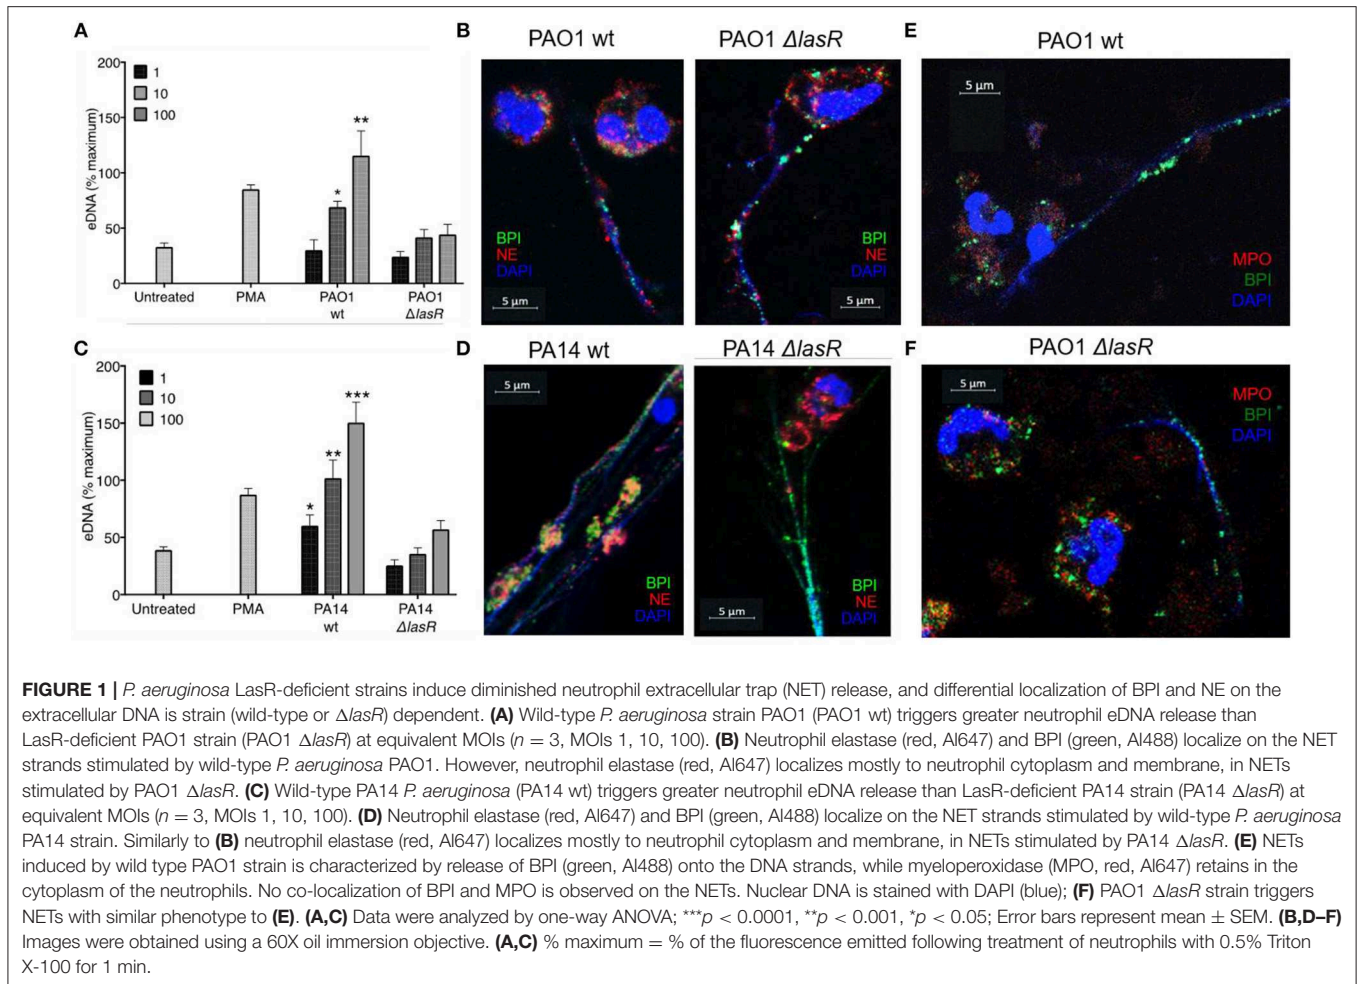 A
200
150
100
50
0
eDNA (% maximum)
1
10
100
*
**
Untreated
PMA
PAO1
wt
PAO1
ΔlasR
B
PAO1 wt
PAO1 ΔlasR
BPI
NE
DAPI
5 μm
BPI
NE
DAPI
5 μm
E
PAO1 wt
5 μm
MPO
BPI
DAPI
C
200
150
100
50
0
eDNA (% maximum)
1
10
100
*
**
***
Untreated
PMA
PA14
wt
PA14
ΔlasR
D
PA14 wt
PA14 ΔlasR
5 μm
BPI
NE
DAPI
BPI
NE
DAPI
5 μm
F
PAO1 ΔlasR
5 μm
MPO
BPI
DAPI
FIGURE 1 | P. aeruginosa LasR-deficient strains induce diminished neutrophil extracellular trap (NET) release, and differential localization of BPI and NE on the
extracellular DNA is strain (wild-type or ΔlasR) dependent. (A) Wild-type P. aeruginosa strain PAO1 (PAO1 wt) triggers greater neutrophil eDNA release than
LasR-deficient PAO1 strain (PAO1 ΔlasR) at equivalent MOIs (n = 3, MOIs 1, 10, 100). (B) Neutrophil elastase (red, Al647) and BPI (green, Al488) localize on the NET
strands stimulated by wild-type P. aeruginosa PAO1. However, neutrophil elastase (red, Al647) localizes mostly to neutrophil cytoplasm and membrane, in NETs
stimulated by PAO1 ΔlasR. (C) Wild-type PA14 P. aeruginosa (PA14 wt) triggers greater neutrophil eDNA release than LasR-deficient PA14 strain (PA14 ΔlasR) at
equivalent MOIs (n = 3, MOIs 1, 10, 100). (D) Neutrophil elastase (red, Al647) and BPI (green, Al488) localize on the NET strands stimulated by wild-type P. aeruginosa
PA14 strain. Similarly to (B) neutrophil elastase (red, Al647) localizes mostly to neutrophil cytoplasm and membrane, in NETs stimulated by PA14 ΔlasR. (E) NETs
induced by wild type PAO1 strain is characterized by release of BPI (green, Al488) onto the DNA strands, while myeloperoxidase (MPO, red, Al647) retains in the
cytoplasm of the neutrophils. No co-localization of BPI and MPO is observed on the NETs. Nuclear DNA is stained with DAPI (blue); (F) PAO1 ΔlasR strain triggers
NETs with similar phenotype to (E). (A,C) Data were analyzed by one-way ANOVA; ***p < 0.0001, **p < 0.001, *p < 0.05; Error bars represent mean ± SEM. (B,D–F)
Images were obtained using a 60X oil immersion objective. (A,C) % maximum = % of the fluorescence emitted following treatment of neutrophils with 0.5% Triton
X-100 for 1 min.